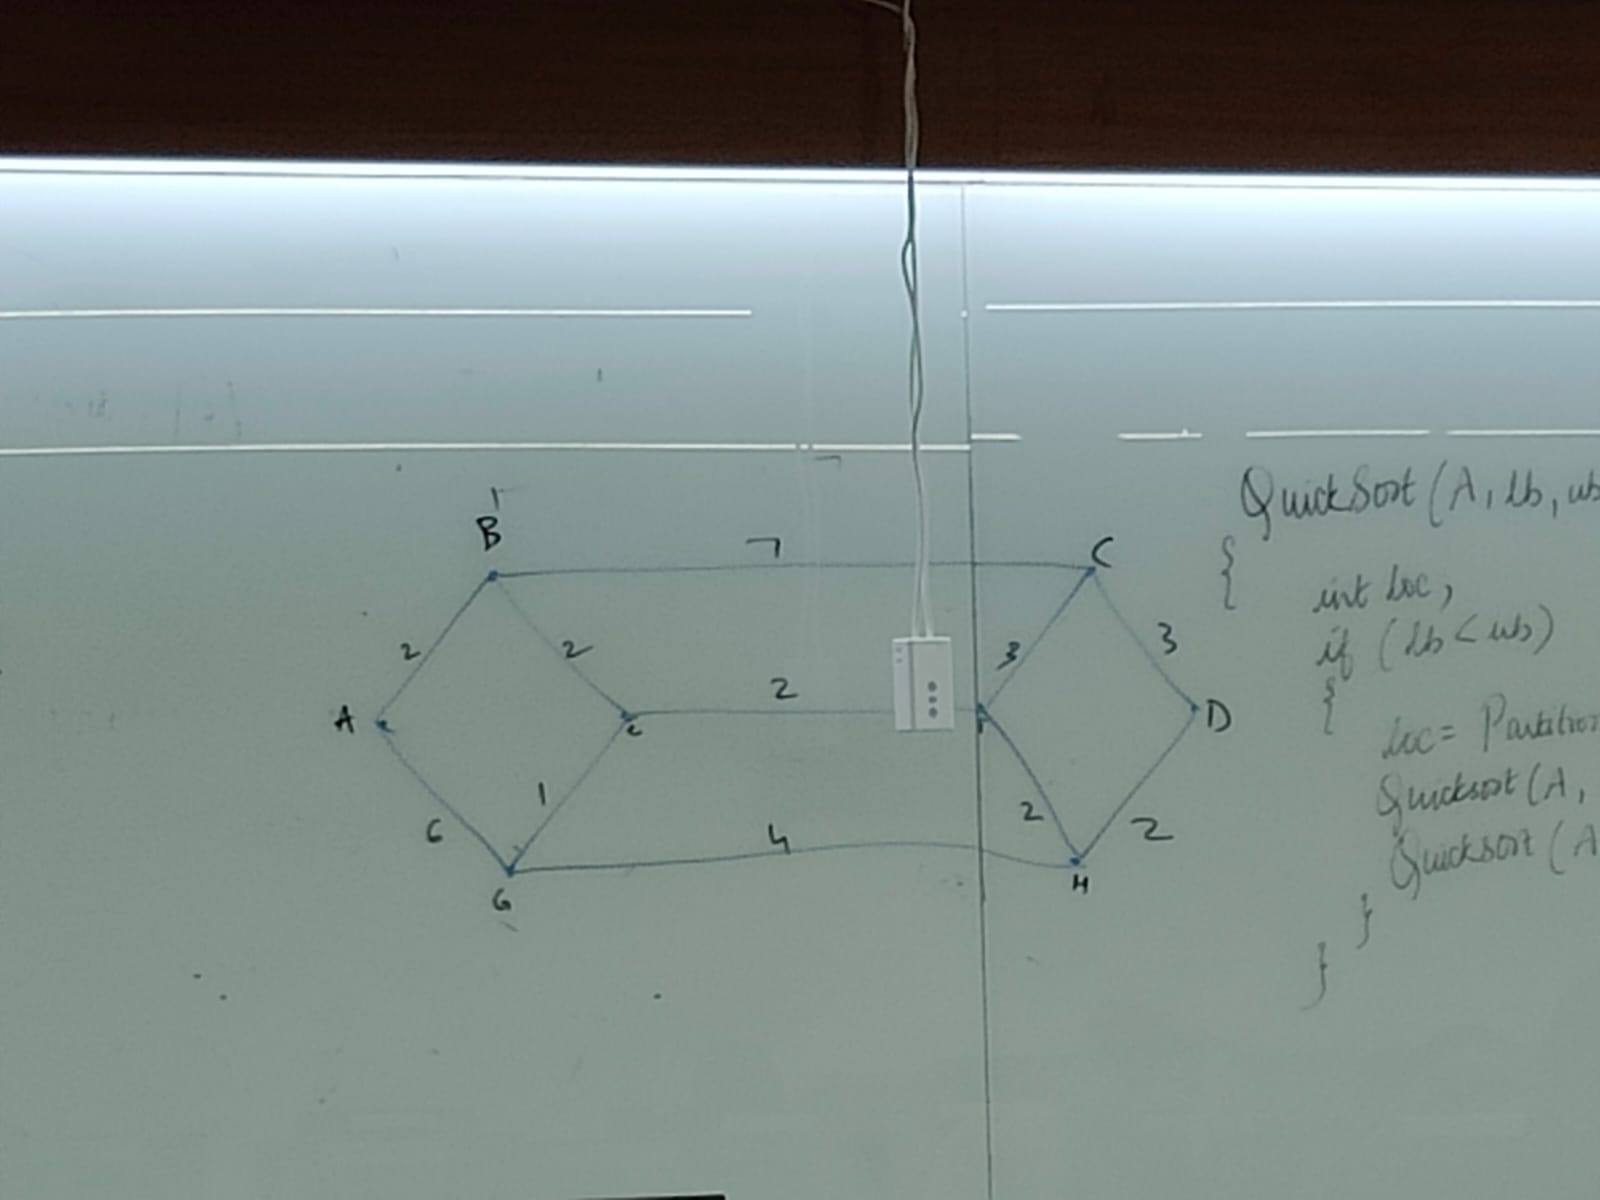 B
7
C
2
2
3
3
A
2
e
F
D
6
1
2
2
4
G
H
QuickSort (A, lb, ub
{
int loc,
if (lb < ub)
{
loc = Partition
Quicksort (A,
Quicksort (A
}
}